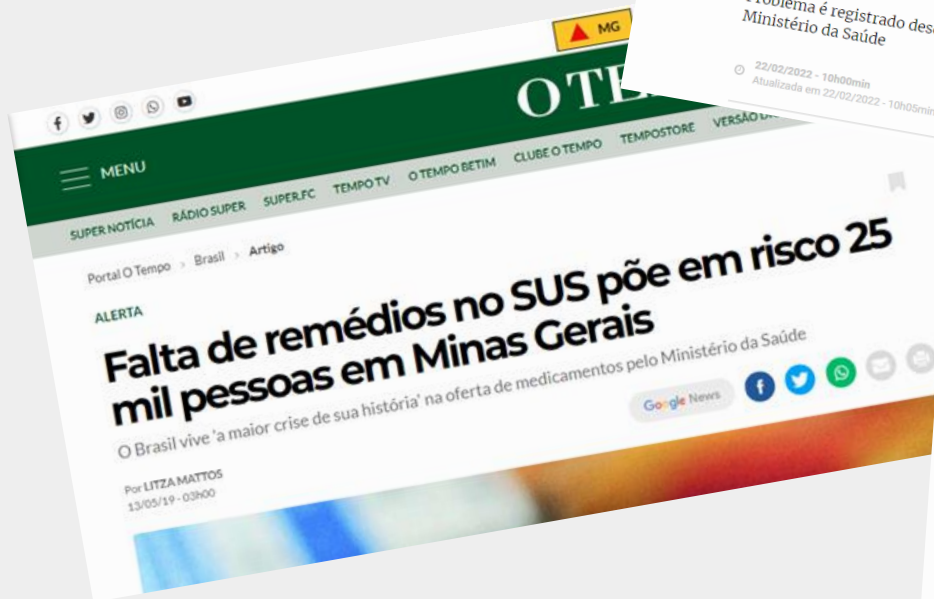 Problema é registrado
Ministério da Saúde
22/02/2022 - 10h00min
Atualizada em 22/02/2022 - 10h05min
MG
O
MENU
SUPER NOTÍCIA RÁDIO SUPER SUPER.FC TEMPO TV O TEMPO BETIM CLUBE O TEMPO TEMPOSTORE VERSÃO
Portal O Tempo > Brasil > Artigo
ALERTA
Falta de remédios no SUS põe em risco 25
mil pessoas em Minas Gerais
O Brasil vive 'a maior crise de sua história' na oferta de medicamentos pelo Ministério da Saúde
Google News
Por LITZA MATTOS
13/05/19 - 03h00